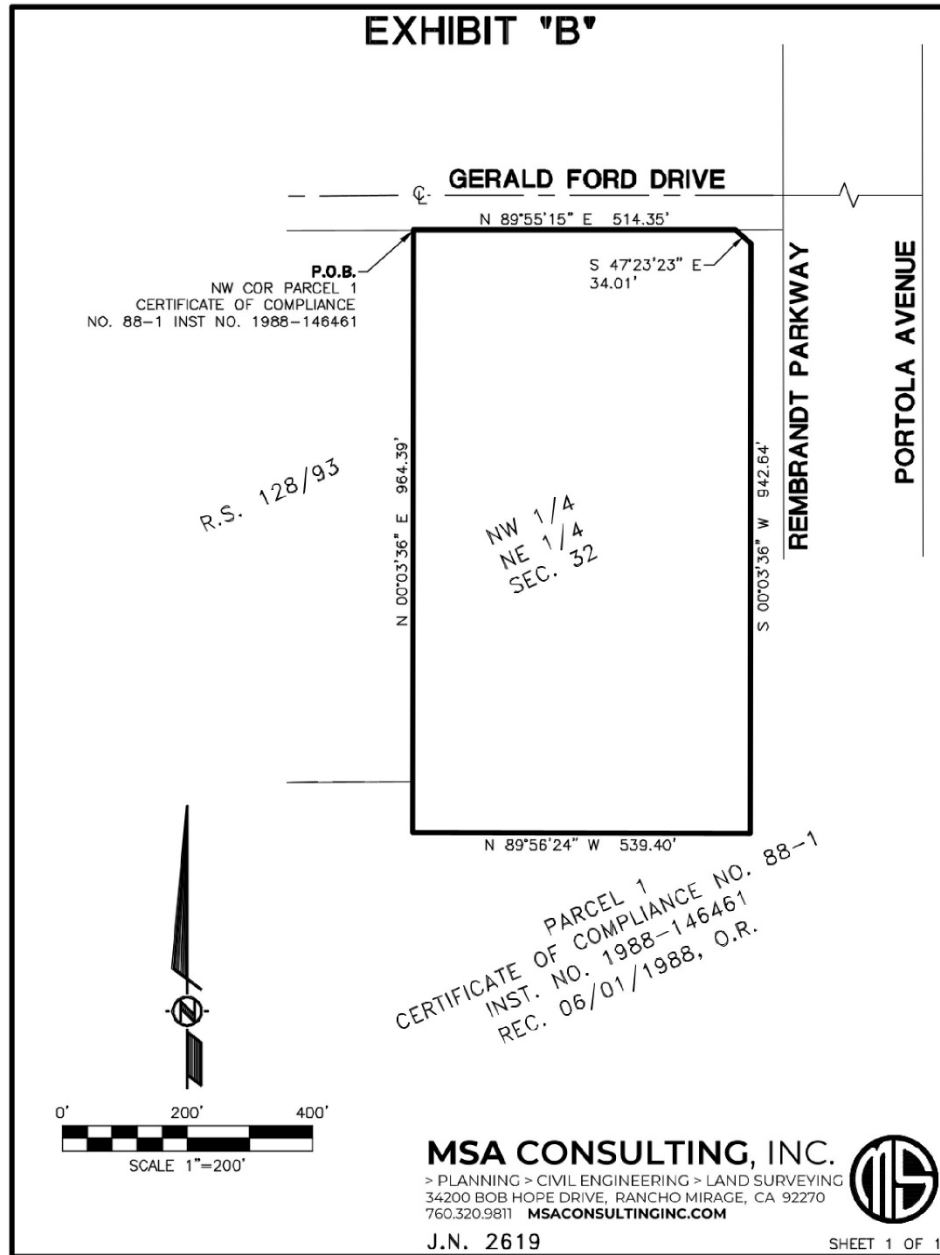 EXHIBIT "B"
GERALD FORD DRIVE
℄
N 89°55'15" E 514.35'
P.O.B.
NW COR PARCEL 1
CERTIFICATE OF COMPLIANCE
NO. 88-1 INST NO. 1988-146461
S 47°23'23" E
34.01'
REMBRANDT PARKWAY
PORTOLA AVENUE
R.S. 128/93
N 00°03'36" E 964.39'
NW 1/4
NE 1/4
SEC. 32
S 00°03'36" W 942.64'
N 89°56'24" W 539.40'
PARCEL 1
CERTIFICATE OF COMPLIANCE NO. 88-1
INST. NO. 1988-146461
REC. 06/01/1988, O.R.
N
0' 200' 400'
SCALE 1"=200'
MSA CONSULTING, INC.
> PLANNING > CIVIL ENGINEERING > LAND SURVEYING
34200 BOB HOPE DRIVE, RANCHO MIRAGE, CA 92270
760.320.9811 MSACONSULTINGINC.COM
MS
J.N. 2619
SHEET 1 OF 1